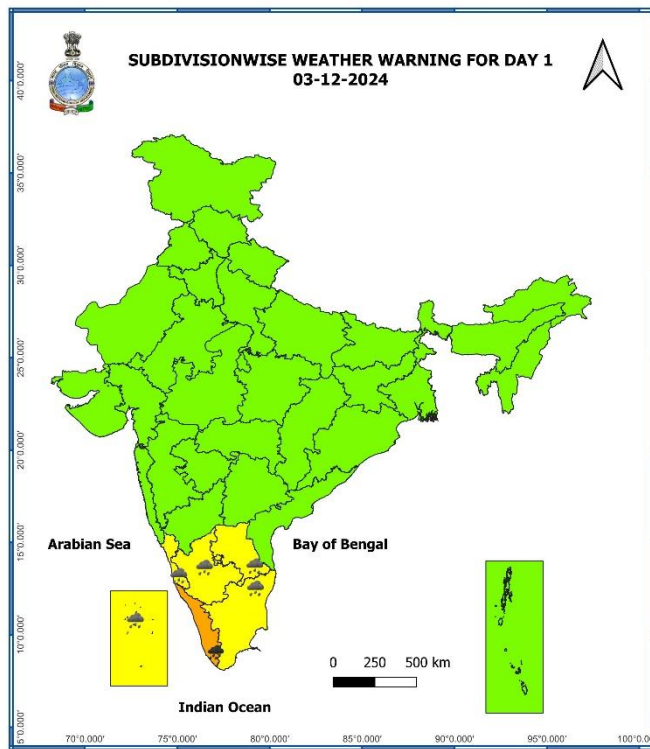 SUBDIVISIONWISE WEATHER WARNING FOR DAY 1
03-12-2024
40°0.000'
35°0.000'
30°0.000'
25°0.000'
20°0.000'
15°0.000'
10°0.000'
5°0.000'
Arabian Sea
Bay of Bengal
Indian Ocean
0 250 500 km
70°0.000' 75°0.000' 80°0.000' 85°0.000' 90°0.000' 95°0.000' 100°0.000'